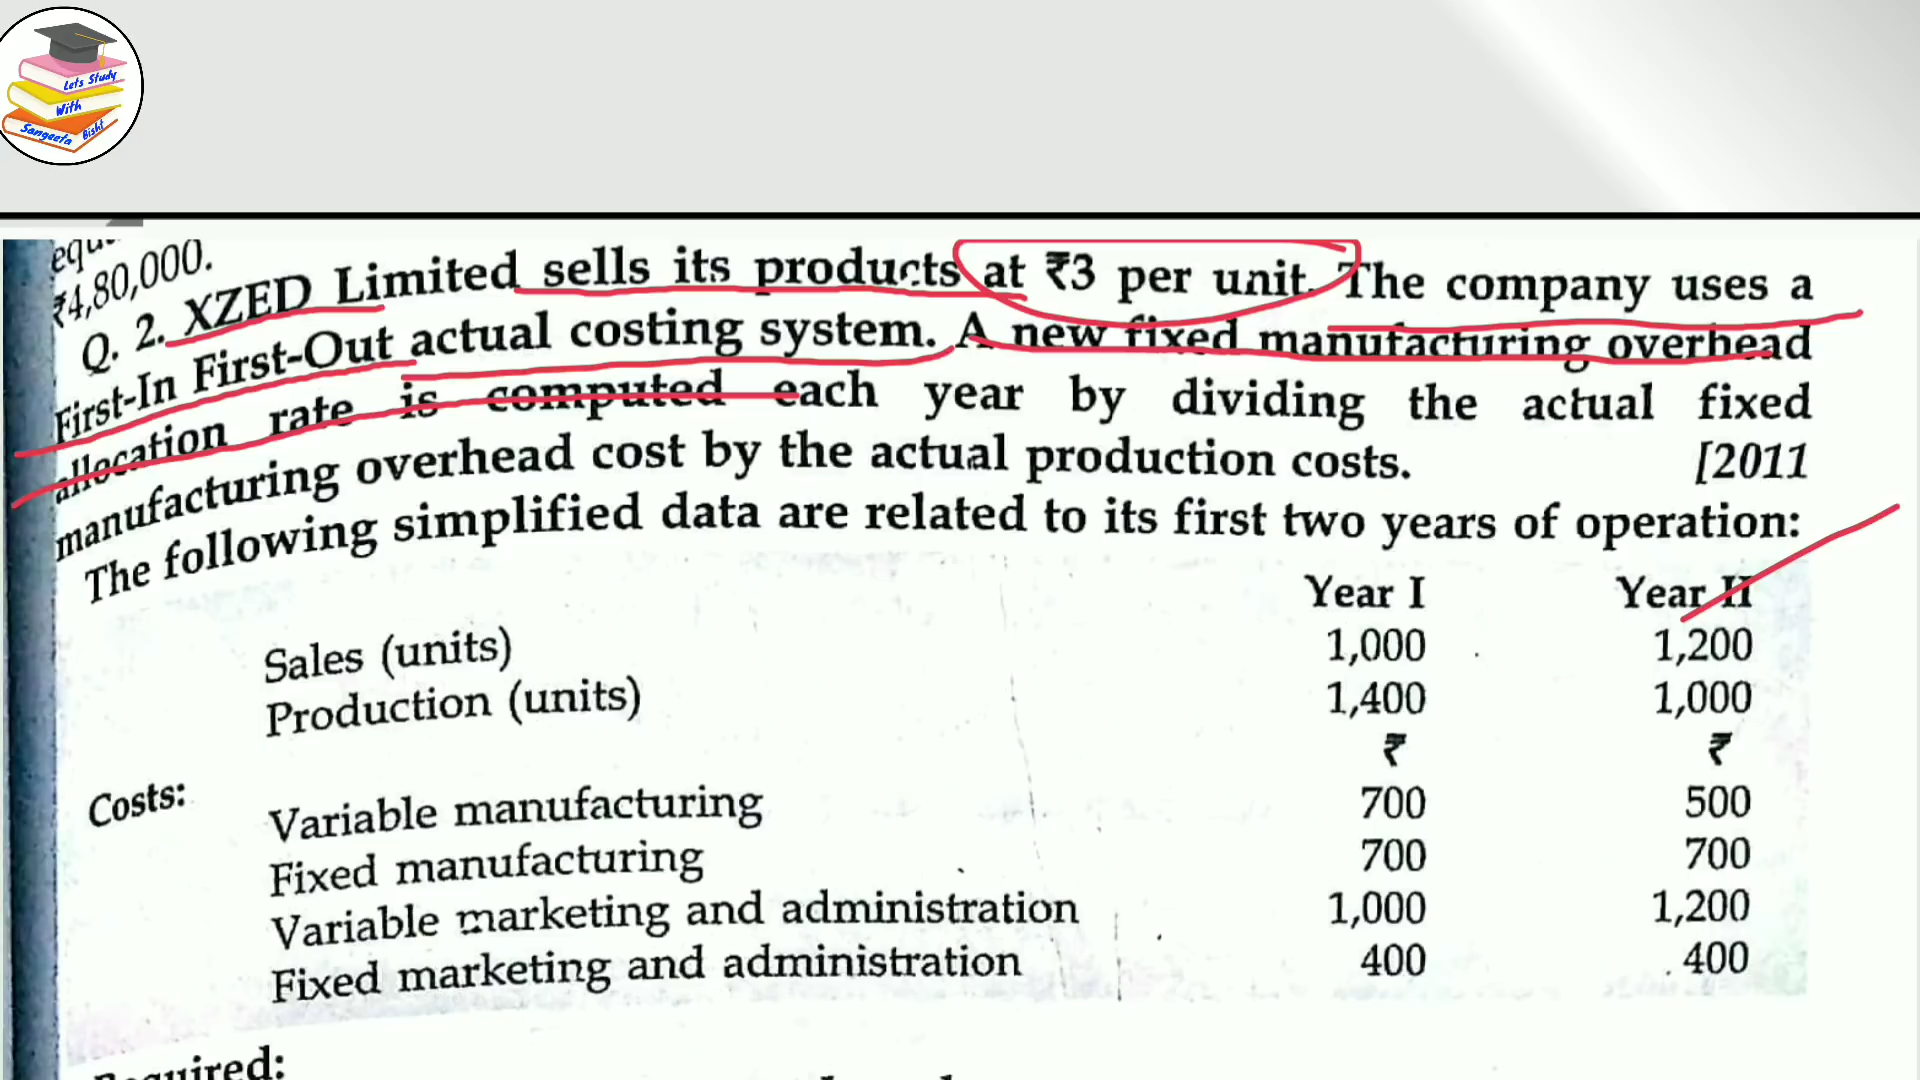 Lets Study
With
Sangeeta Bisht
₹4,80,000.
Q. 2. XZED Limited sells its products at ₹3 per unit. The company uses a
First-In First-Out actual costing system. A new fixed manufacturing overhead
allocation rate is computed each year by dividing the actual fixed
manufacturing overhead cost by the actual production costs. [2011
The following simplified data are related to its first two years of operation:
Year I Year II
Sales (units) 1,000 1,200
Production (units) 1,400 1,000
₹ ₹
Costs:
Variable manufacturing 700 500
Fixed manufacturing 700 700
Variable marketing and administration 1,000 1,200
Fixed marketing and administration 400 400